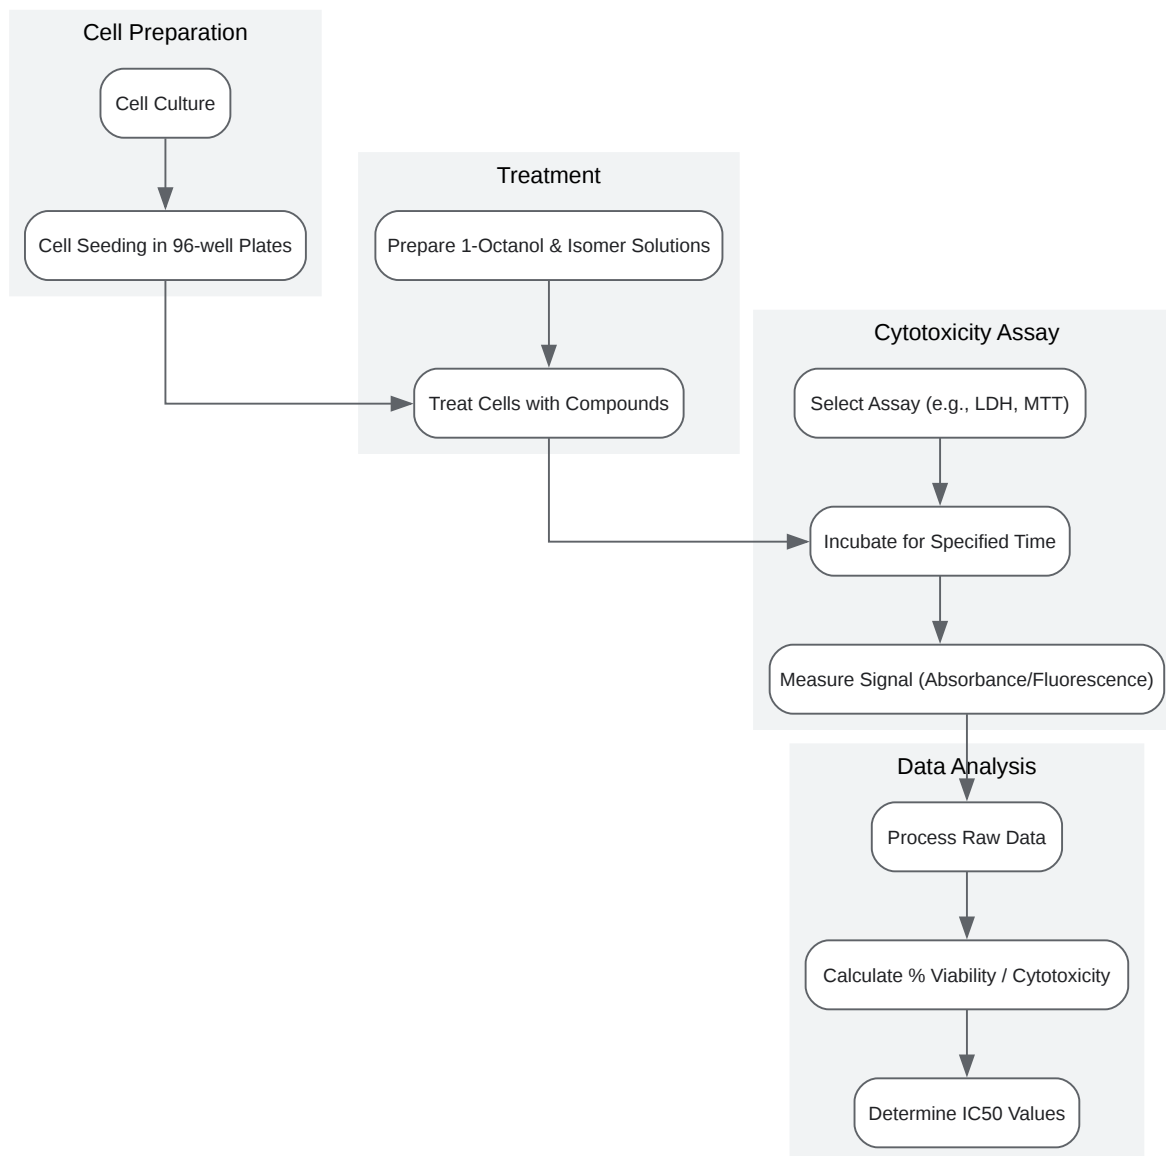 Cell Preparation
Cell Culture
Cell Seeding in 96-well Plates
Treatment
Prepare 1-Octanol & Isomer Solutions
Treat Cells with Compounds
Cytotoxicity Assay
Select Assay (e.g., LDH, MTT)
Incubate for Specified Time
Measure Signal (Absorbance/Fluorescence)
Data Analysis
Process Raw Data
Calculate % Viability / Cytotoxicity
Determine IC50 Values